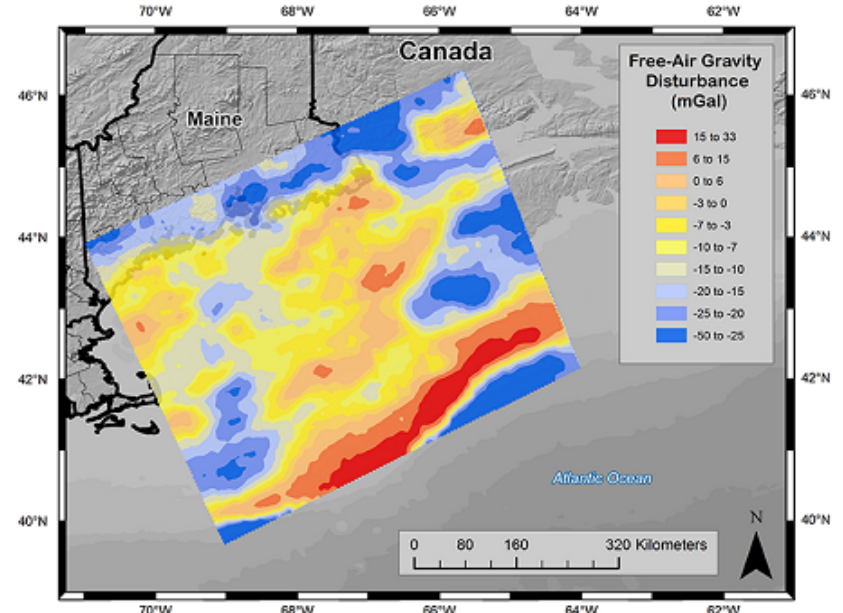 70°W 68°W 66°W 64°W 62°W
Canada
Free-Air Gravity
Disturbance
(mGal)
46°N 46°N
Maine
15 to 33
6 to 15
0 to 6
-3 to 0
-7 to -3
44°N 44°N
-10 to -7
-15 to -10
-20 to -15
-25 to -20
-50 to -25
42°N 42°N
Atlantic Ocean
40°N 40°N
N
0 80 160 320 Kilometers
70°W 68°W 66°W 64°W 62°W